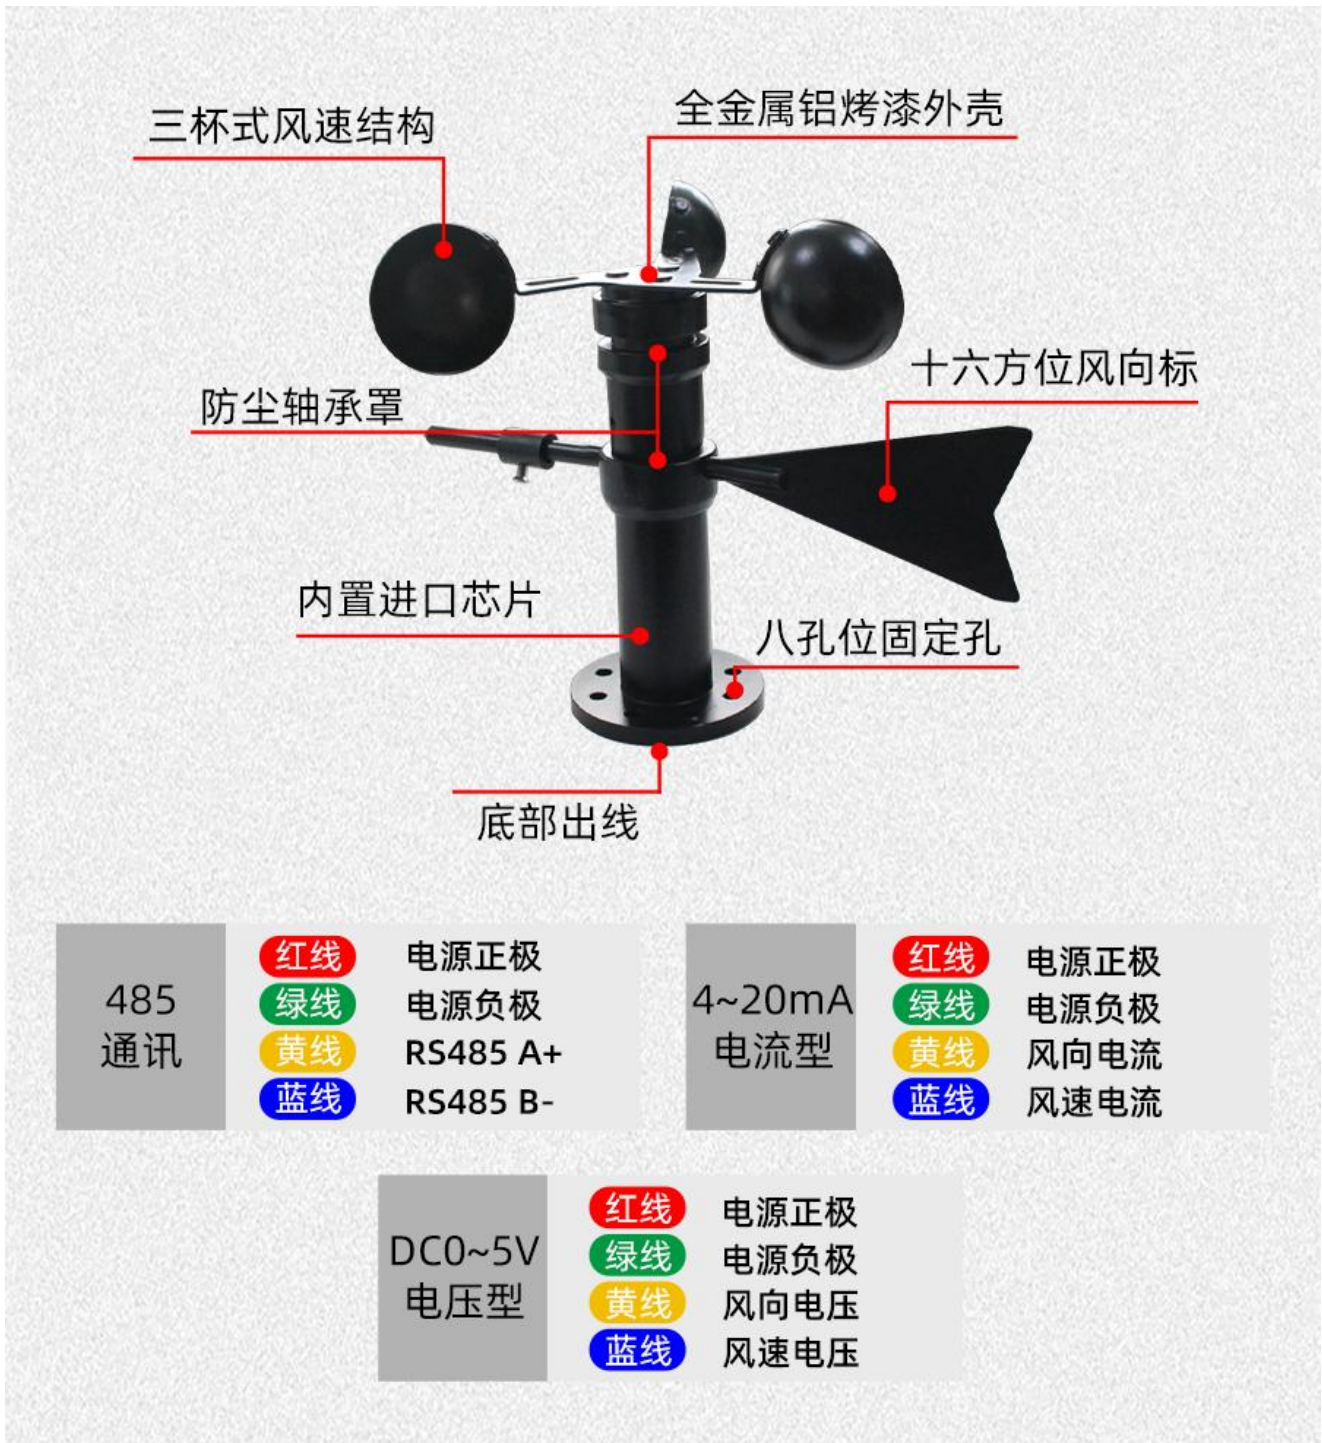 三杯式风速结构
全金属铝烤漆外壳
十六方位风向标
防尘轴承罩
内置进口芯片
八孔位固定孔
底部出线
485
通讯
红线 电源正极
绿线 电源负极
黄线 RS485 A+
蓝线 RS485 B-
4~20mA
电流型
红线 电源正极
绿线 电源负极
黄线 风向电流
蓝线 风速电流
DC0~5V
电压型
红线 电源正极
绿线 电源负极
黄线 风向电压
蓝线 风速电压